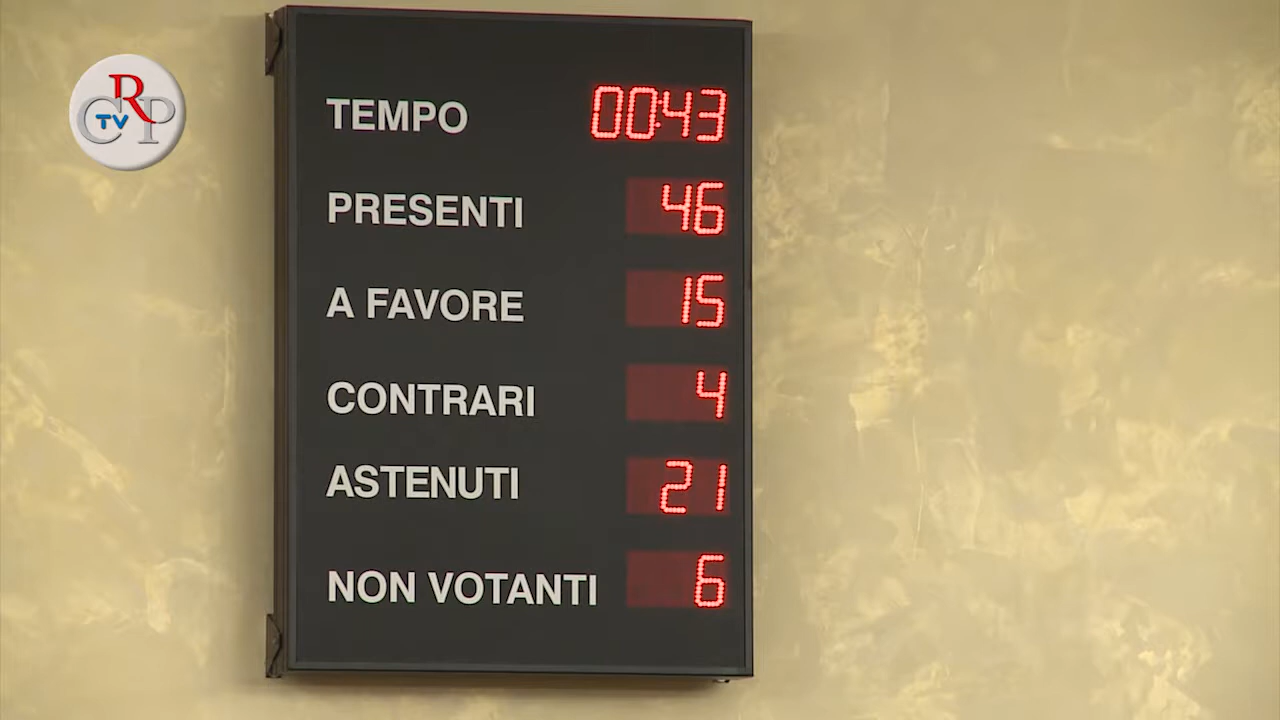 CRP
TV
TEMPO 00:43
PRESENTI 46
A FAVORE 15
CONTRARI 4
ASTENUTI 21
NON VOTANTI 6